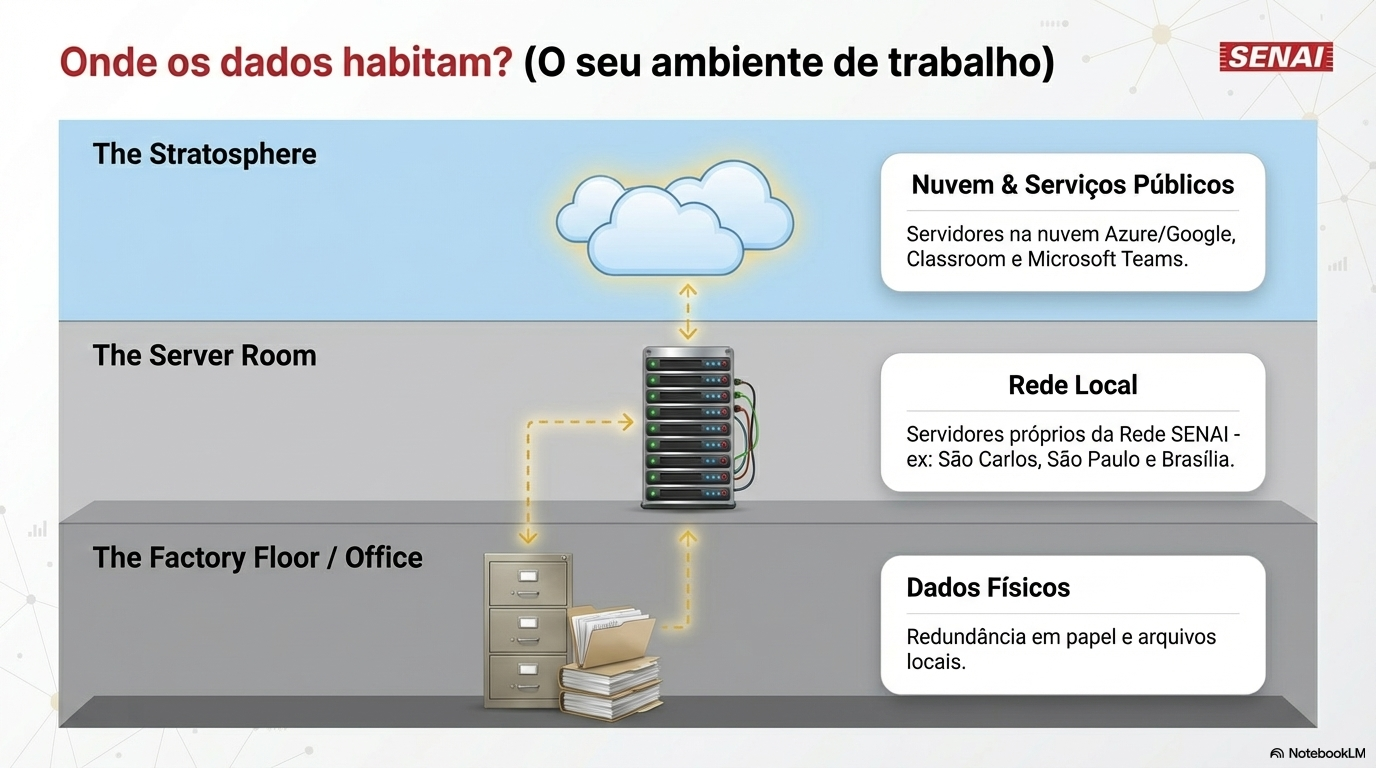 Onde os dados habitam? (O seu ambiente de trabalho)
SENAI
The Stratosphere
Nuvem & Serviços Públicos
Servidores na nuvem Azure/Google,
Classroom e Microsoft Teams.
The Server Room
Rede Local
Servidores próprios da Rede SENAI -
ex: São Carlos, São Paulo e Brasília.
The Factory Floor / Office
Dados Físicos
Redundância em papel e arquivos
locais.
NotebookLM